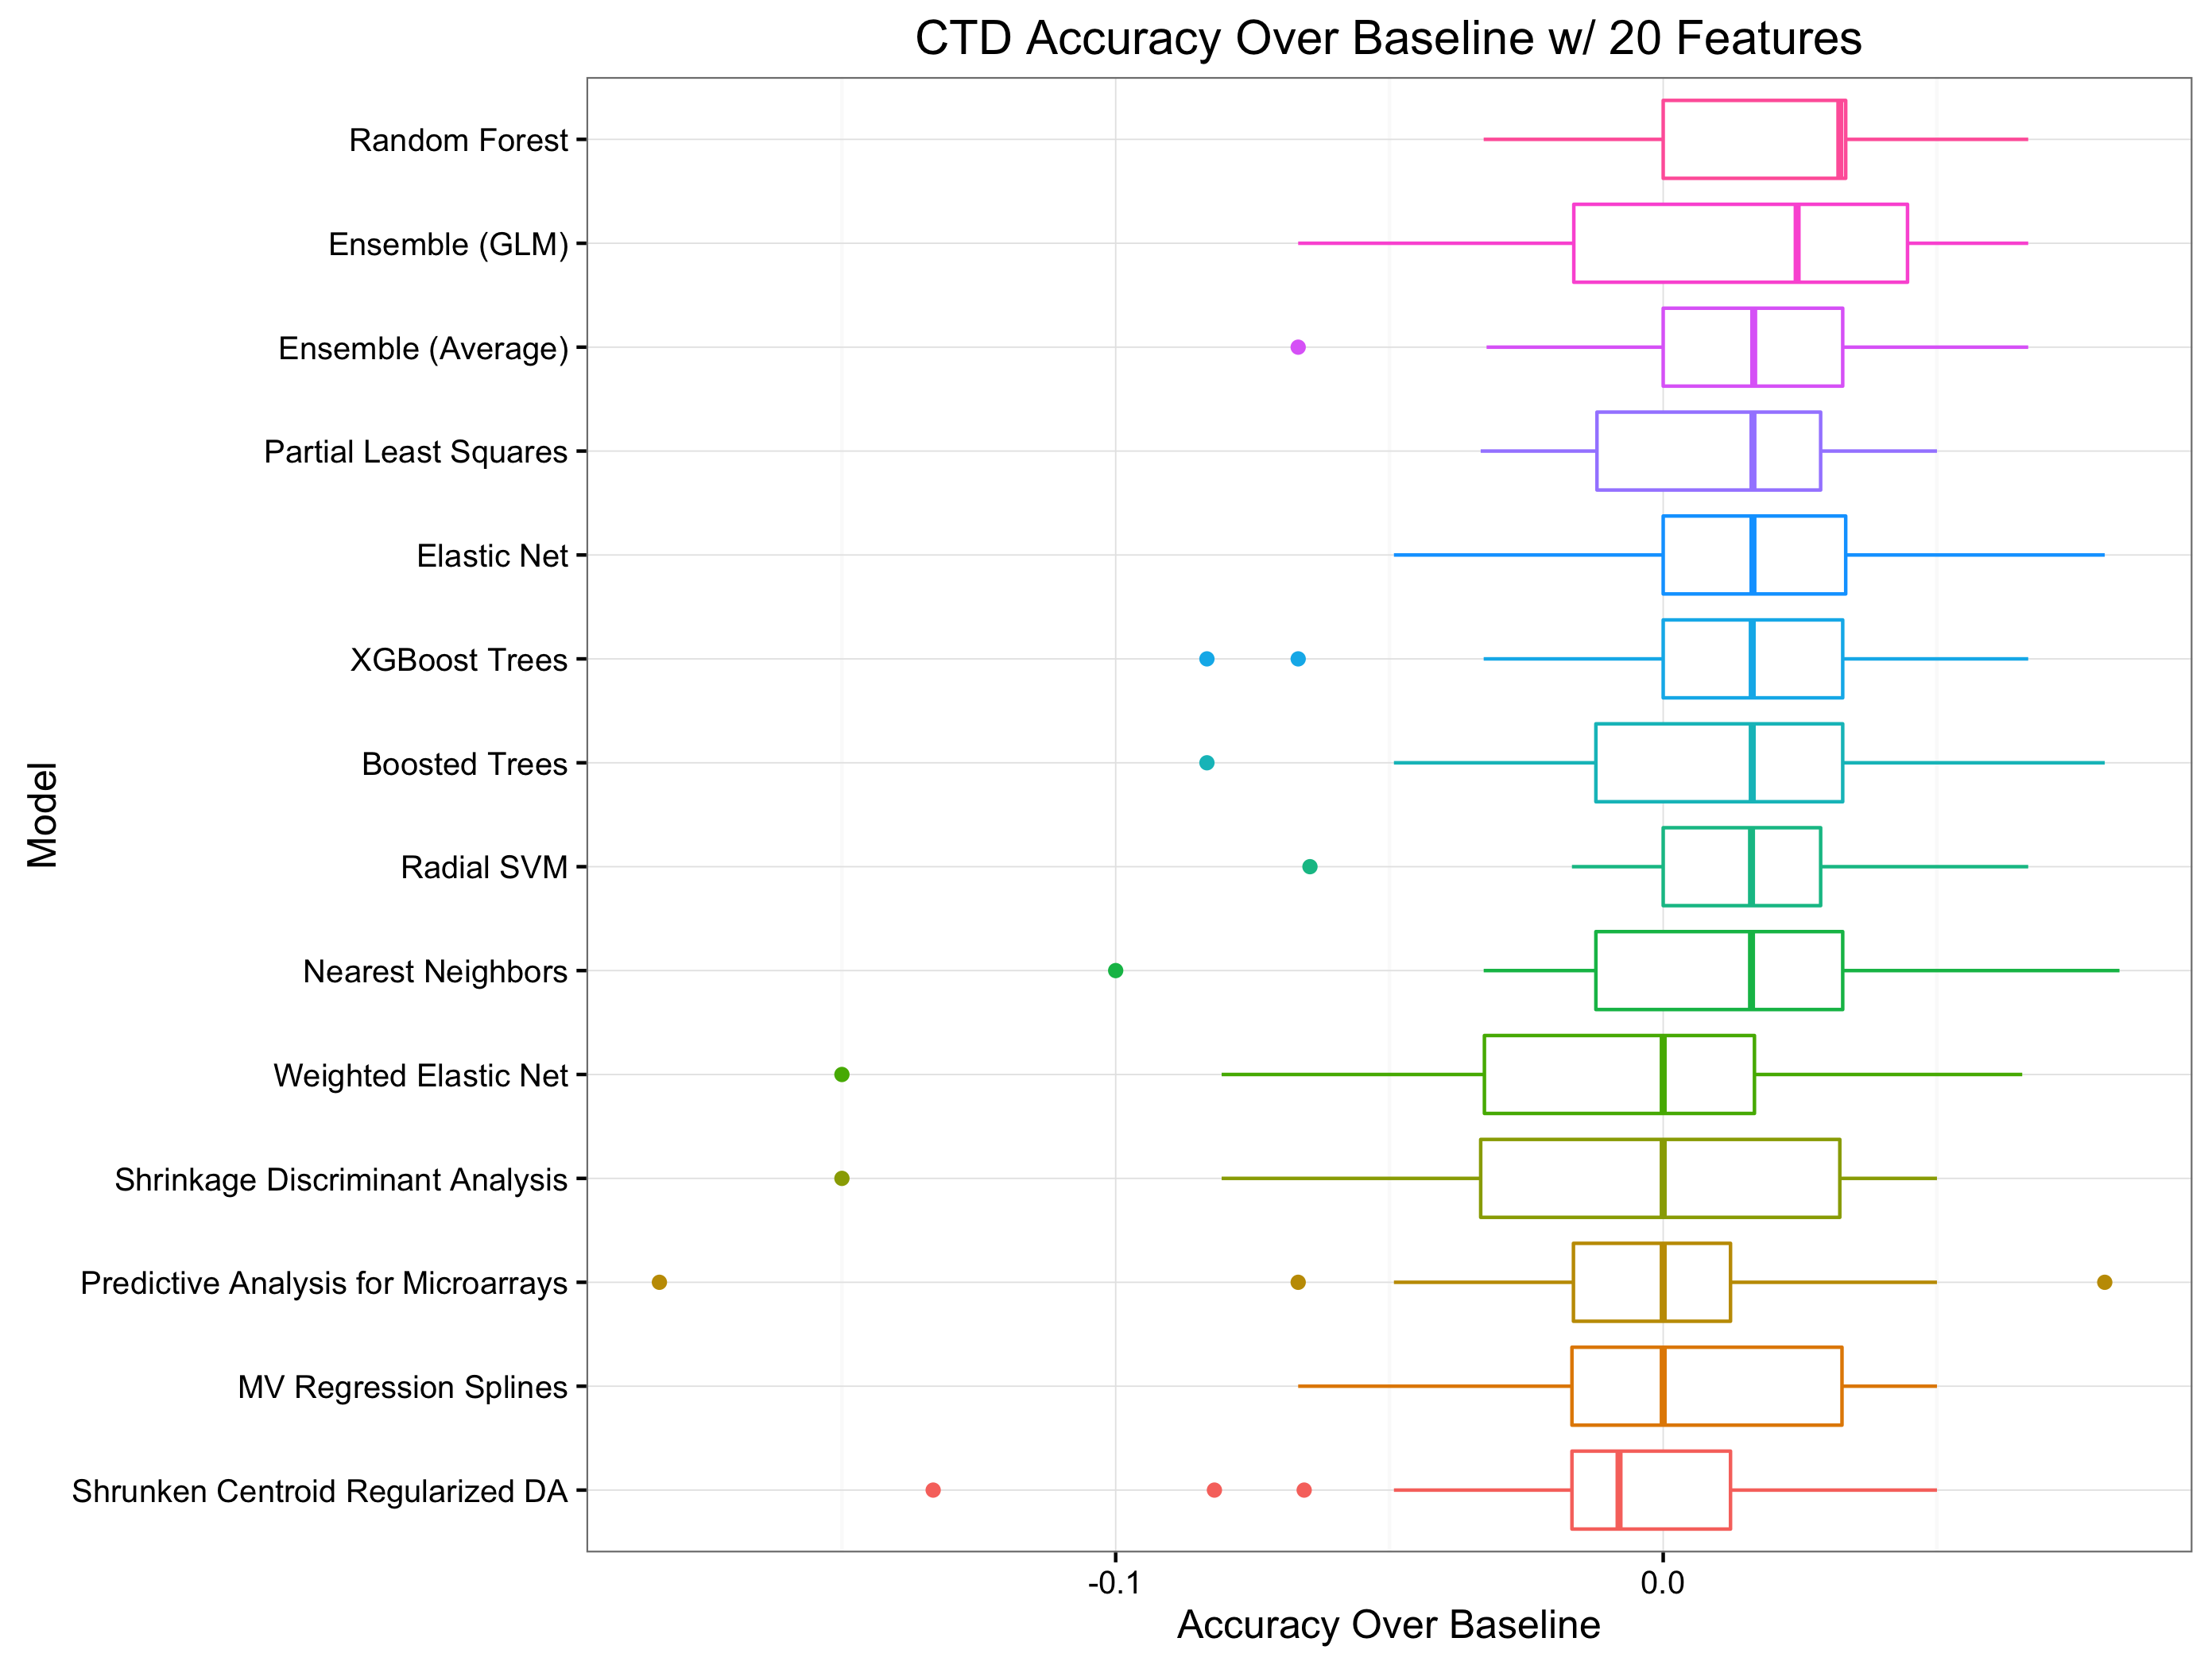 CTD Accuracy Over Baseline w/ 20 Features
Model
Random Forest
Ensemble (GLM)
Ensemble (Average)
Partial Least Squares
Elastic Net
XGBoost Trees
Boosted Trees
Radial SVM
Nearest Neighbors
Weighted Elastic Net
Shrinkage Discriminant Analysis
Predictive Analysis for Microarrays
MV Regression Splines
Shrunken Centroid Regularized DA
-0.1 0.0
Accuracy Over Baseline